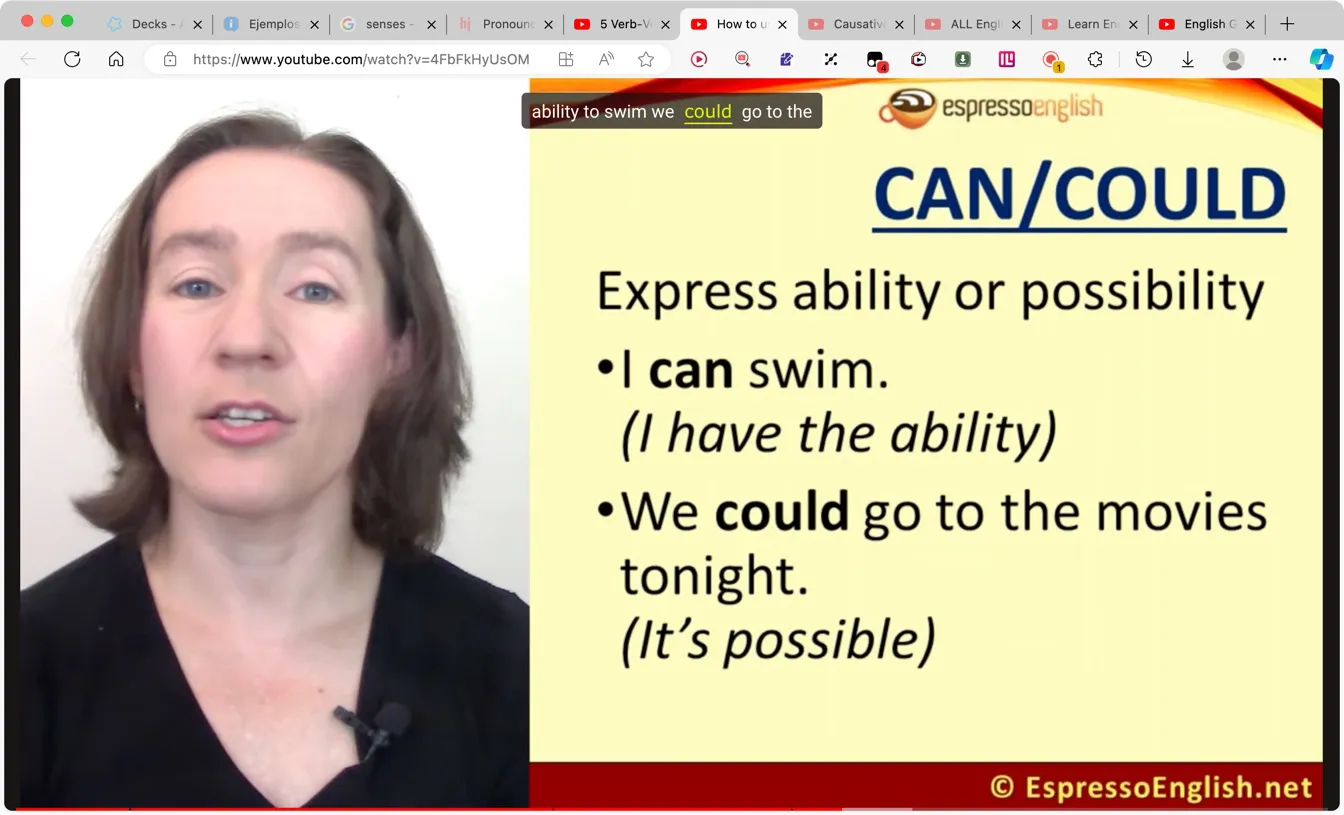 Decks -
Ejemplos
senses -
Pronounc
5 Verb-V
How to u
Causativ
ALL Engl
Learn En
English G
https://www.youtube.com/watch?v=4FbFkHyUsOM
4
1
ability to swim we could go to the
espressoenglish
CAN/COULD
Express ability or possibility
•I can swim.
(I have the ability)
•We could go to the movies
tonight.
(It's possible)
© EspressoEnglish.net